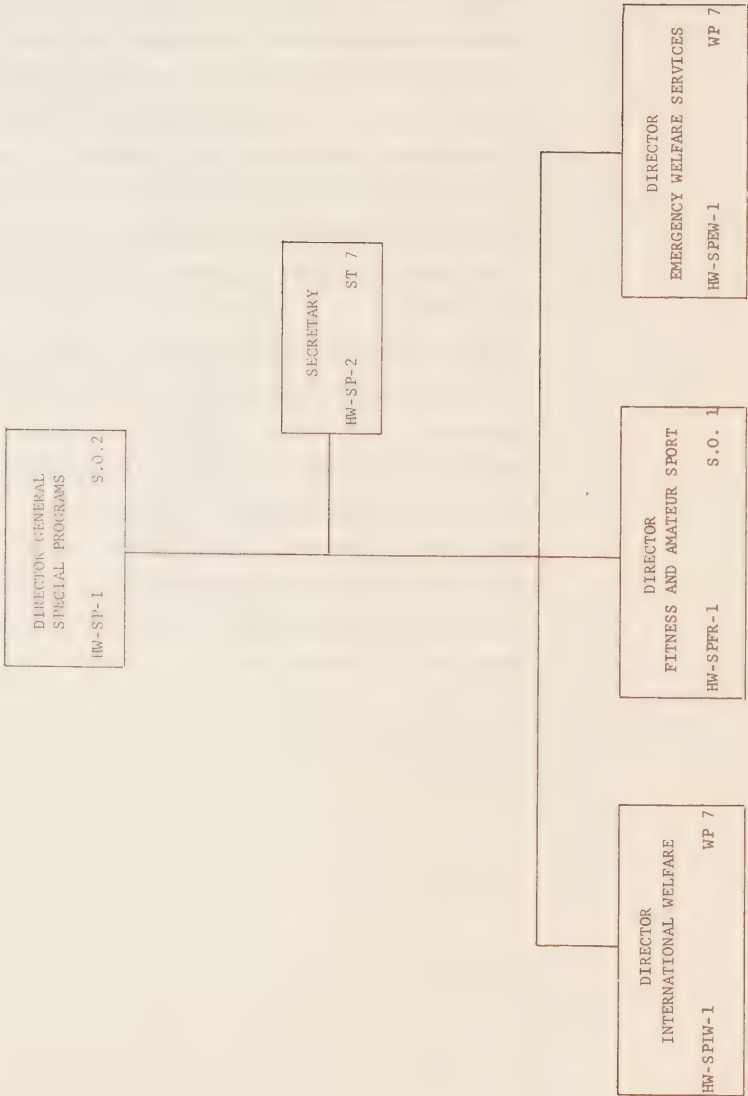 DIRECTOR GENERAL
SPECIAL PROGRAMS
HW-SP-1 S.O.2
SECRETARY
HW-SP-2 ST 7
DIRECTOR
INTERNATIONAL WELFARE
HW-SPIW-1 WP 7
DIRECTOR
FITNESS AND AMATEUR SPORT
HW-SPFR-1 S.O. 1
DIRECTOR
EMERGENCY WELFARE SERVICES
HW-SPEW-1 WP 7